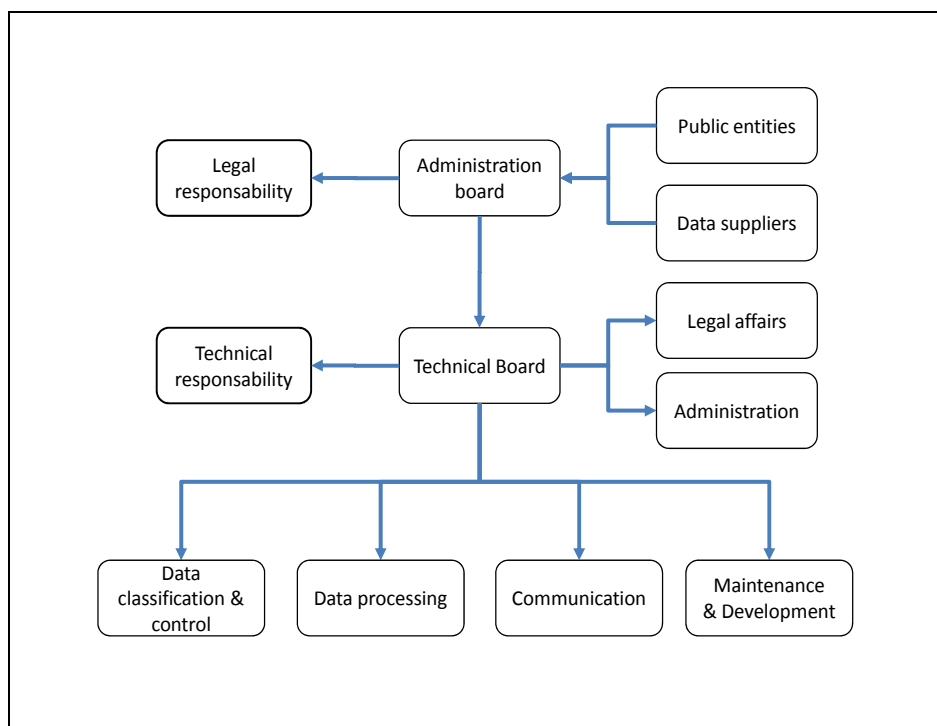 Public entities
Legal
responsability
Administration
board
Data suppliers
Legal affairs
Technical
responsability
Technical Board
Administration
Data
classification &
control
Data processing
Communication
Maintenance
& Development